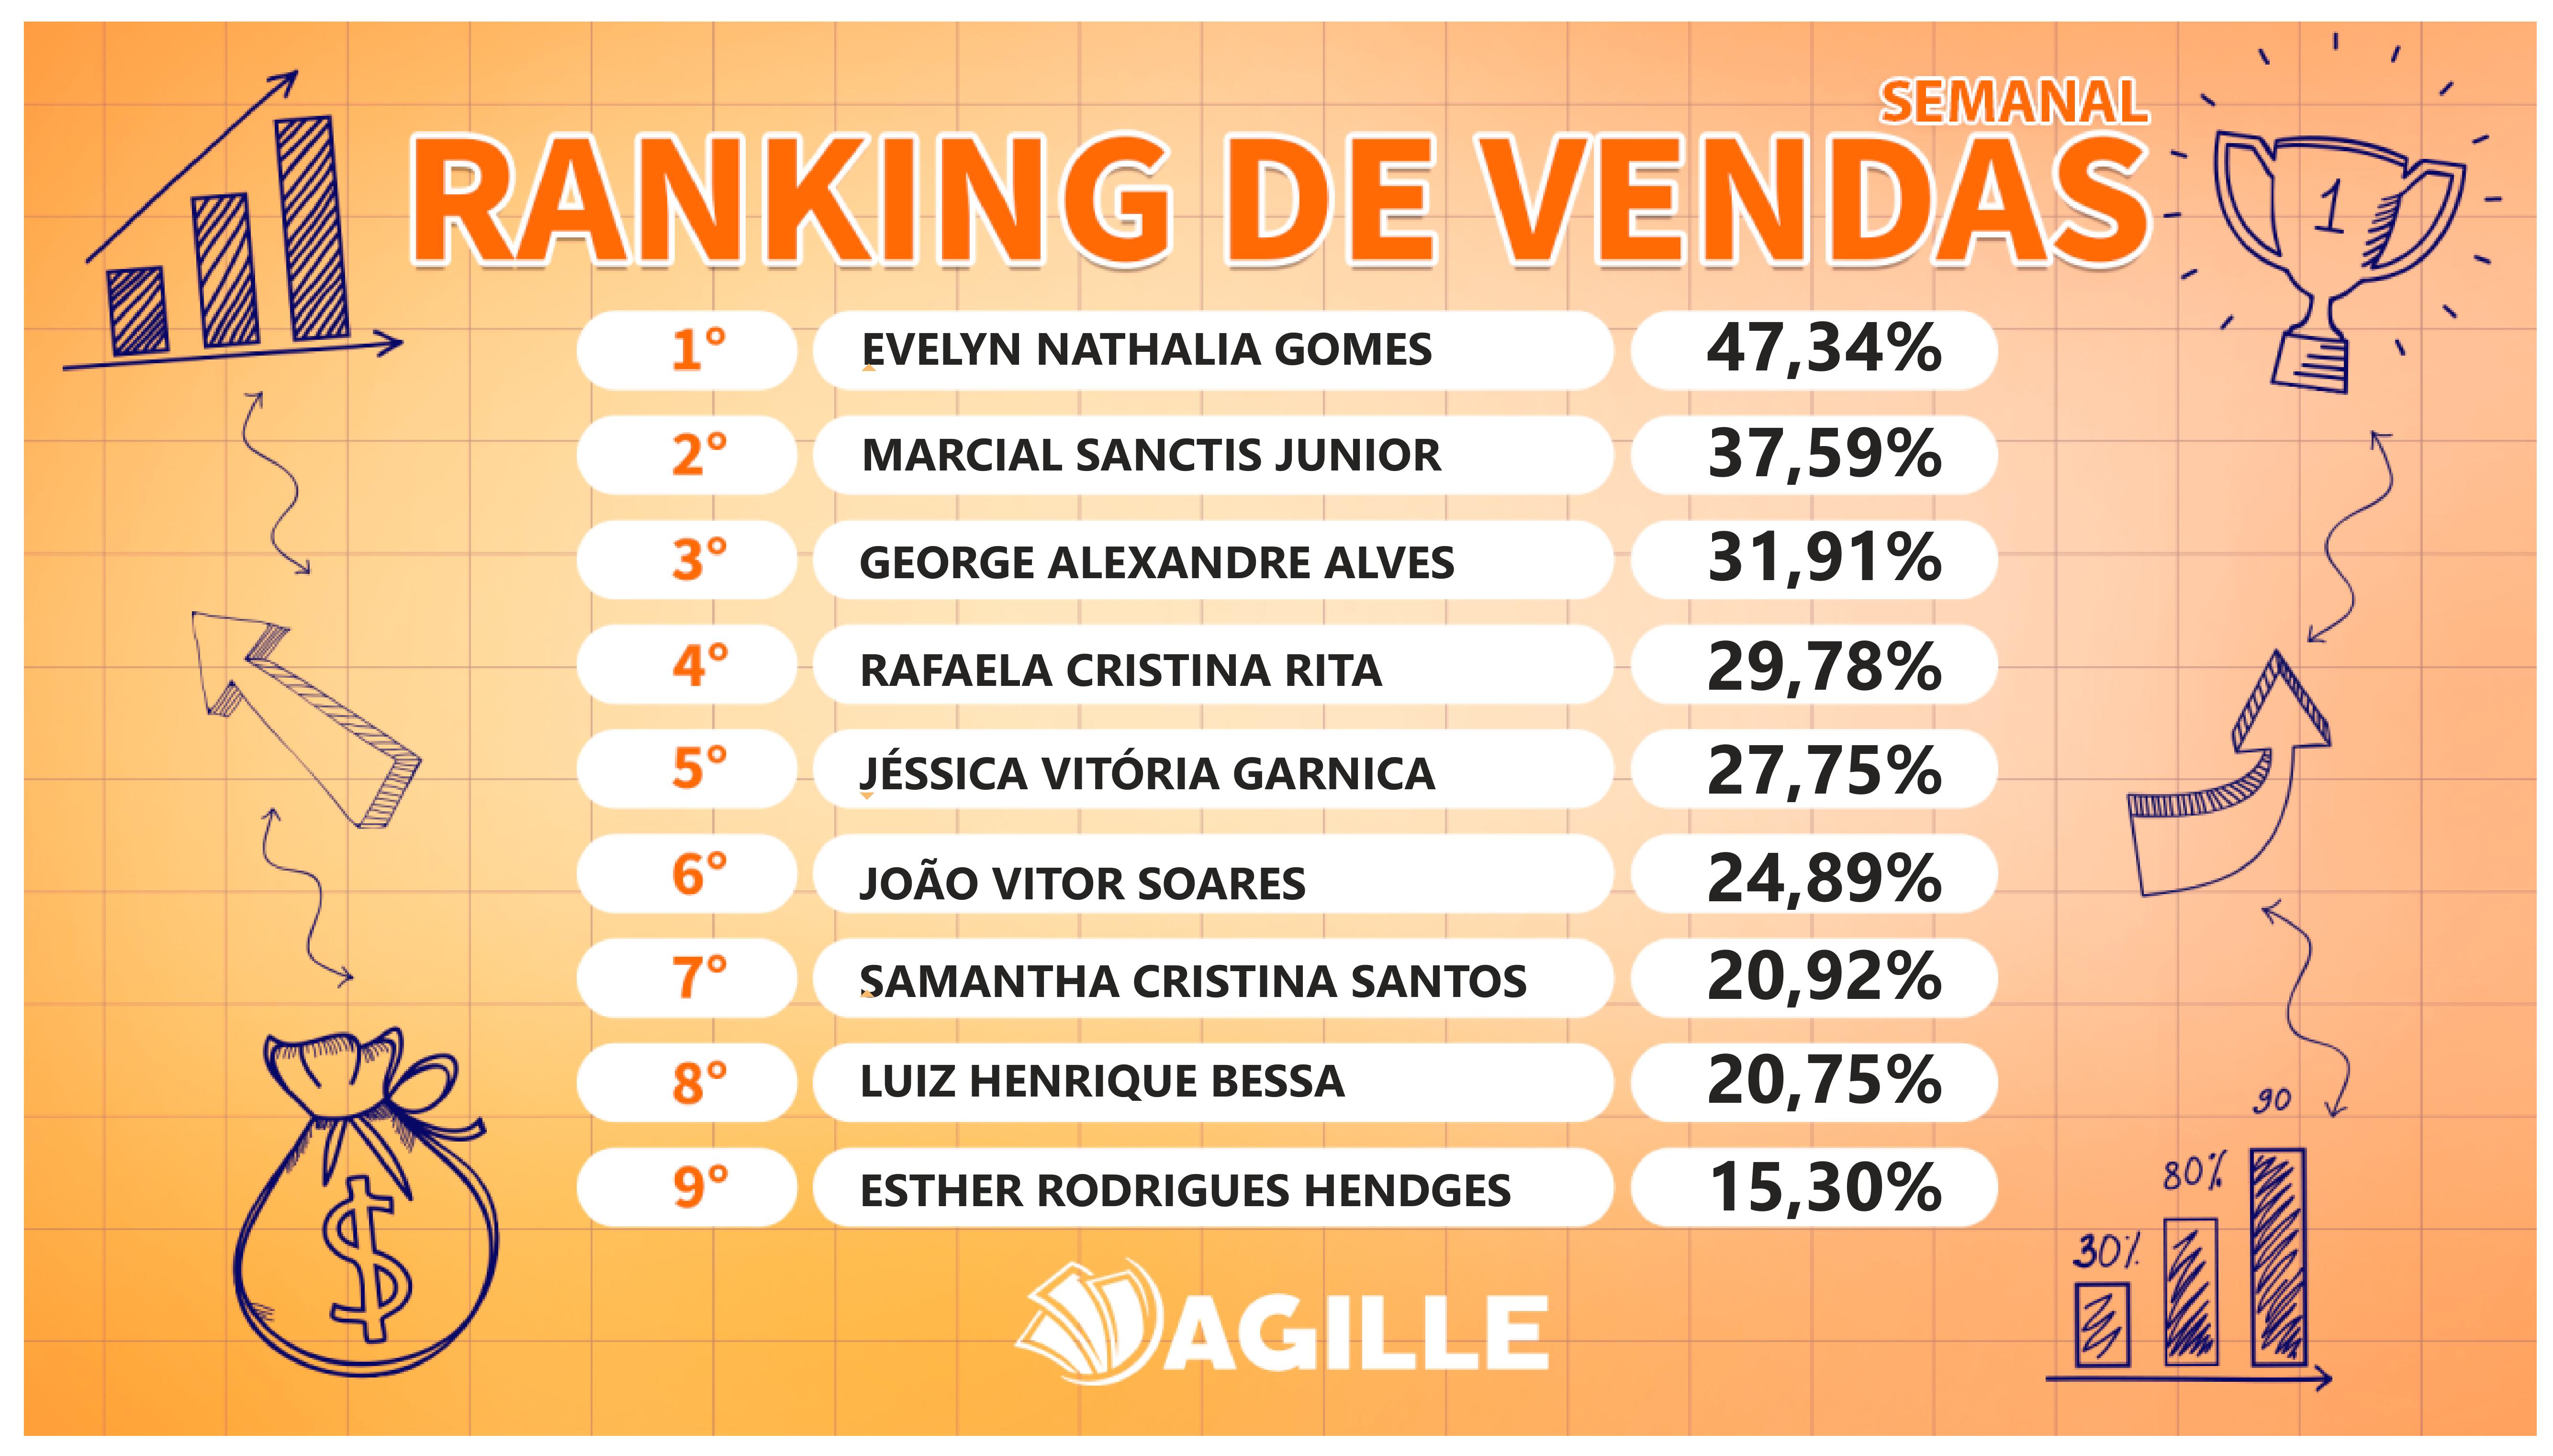 SEMANAL
RANKING DE VENDAS
1
1° EVELYN NATHALIA GOMES 47,34%
2° MARCIAL SANCTIS JUNIOR 37,59%
3° GEORGE ALEXANDRE ALVES 31,91%
4° RAFAELA CRISTINA RITA 29,78%
5° JÉSSICA VITÓRIA GARNICA 27,75%
6° JOÃO VITOR SOARES 24,89%
7° SAMANTHA CRISTINA SANTOS 20,92%
8° LUIZ HENRIQUE BESSA 20,75%
9° ESTHER RODRIGUES HENDGES 15,30%
90
80%
30%
$
AGILLE